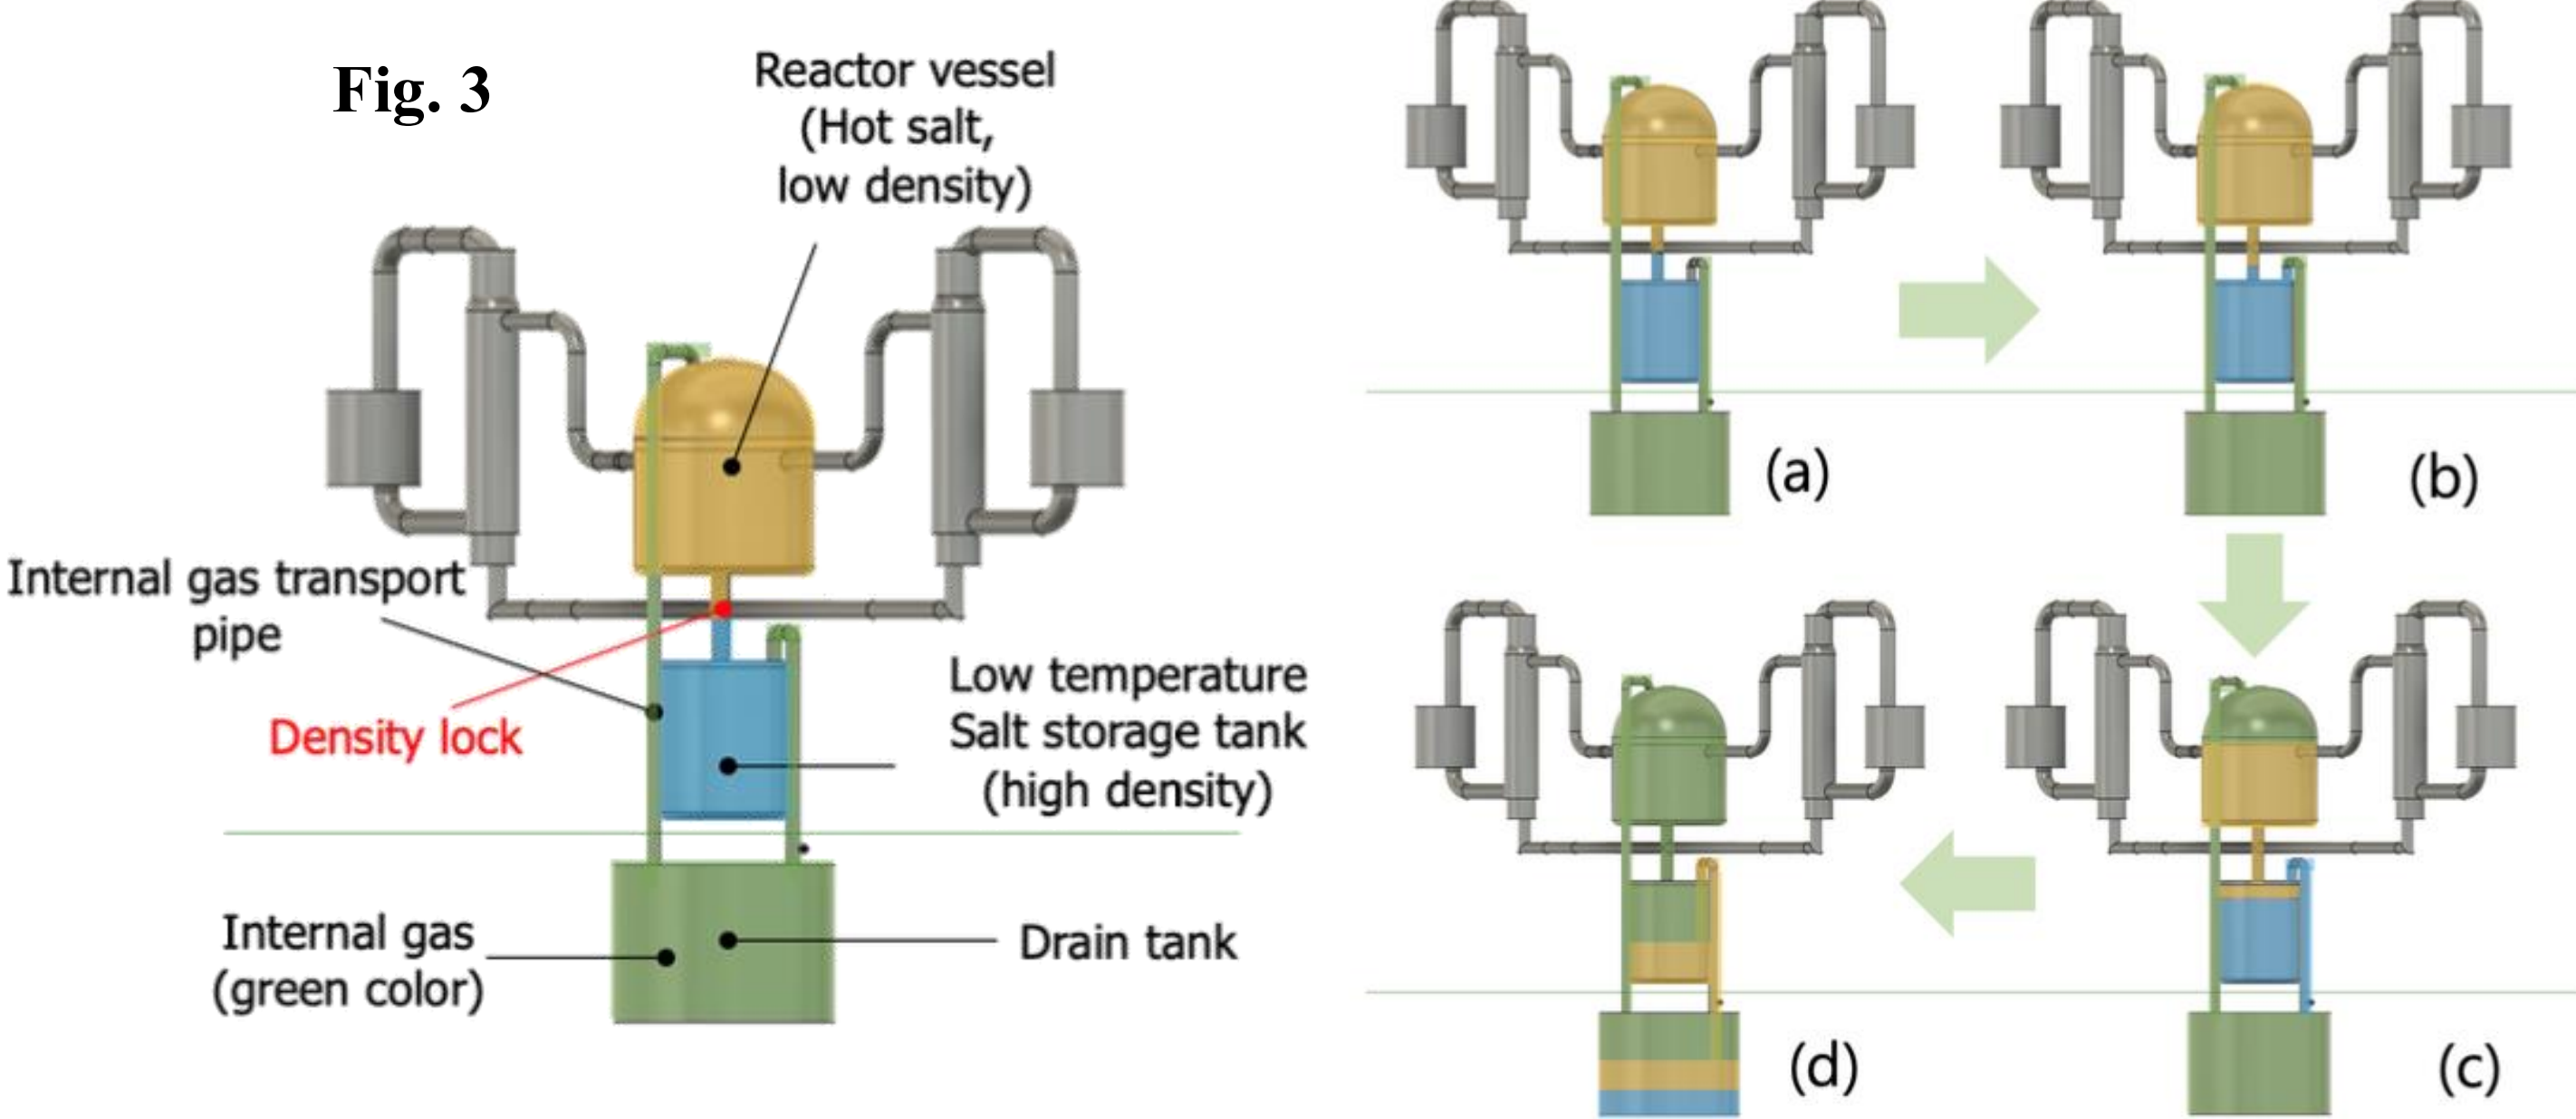 Fig. 3
Reactor vessel
(Hot salt,
low density)
Internal gas transport
pipe
Density lock
Low temperature
Salt storage tank
(high density)
Internal gas
(green color)
Drain tank
(a)
(b)
(d)
(c)